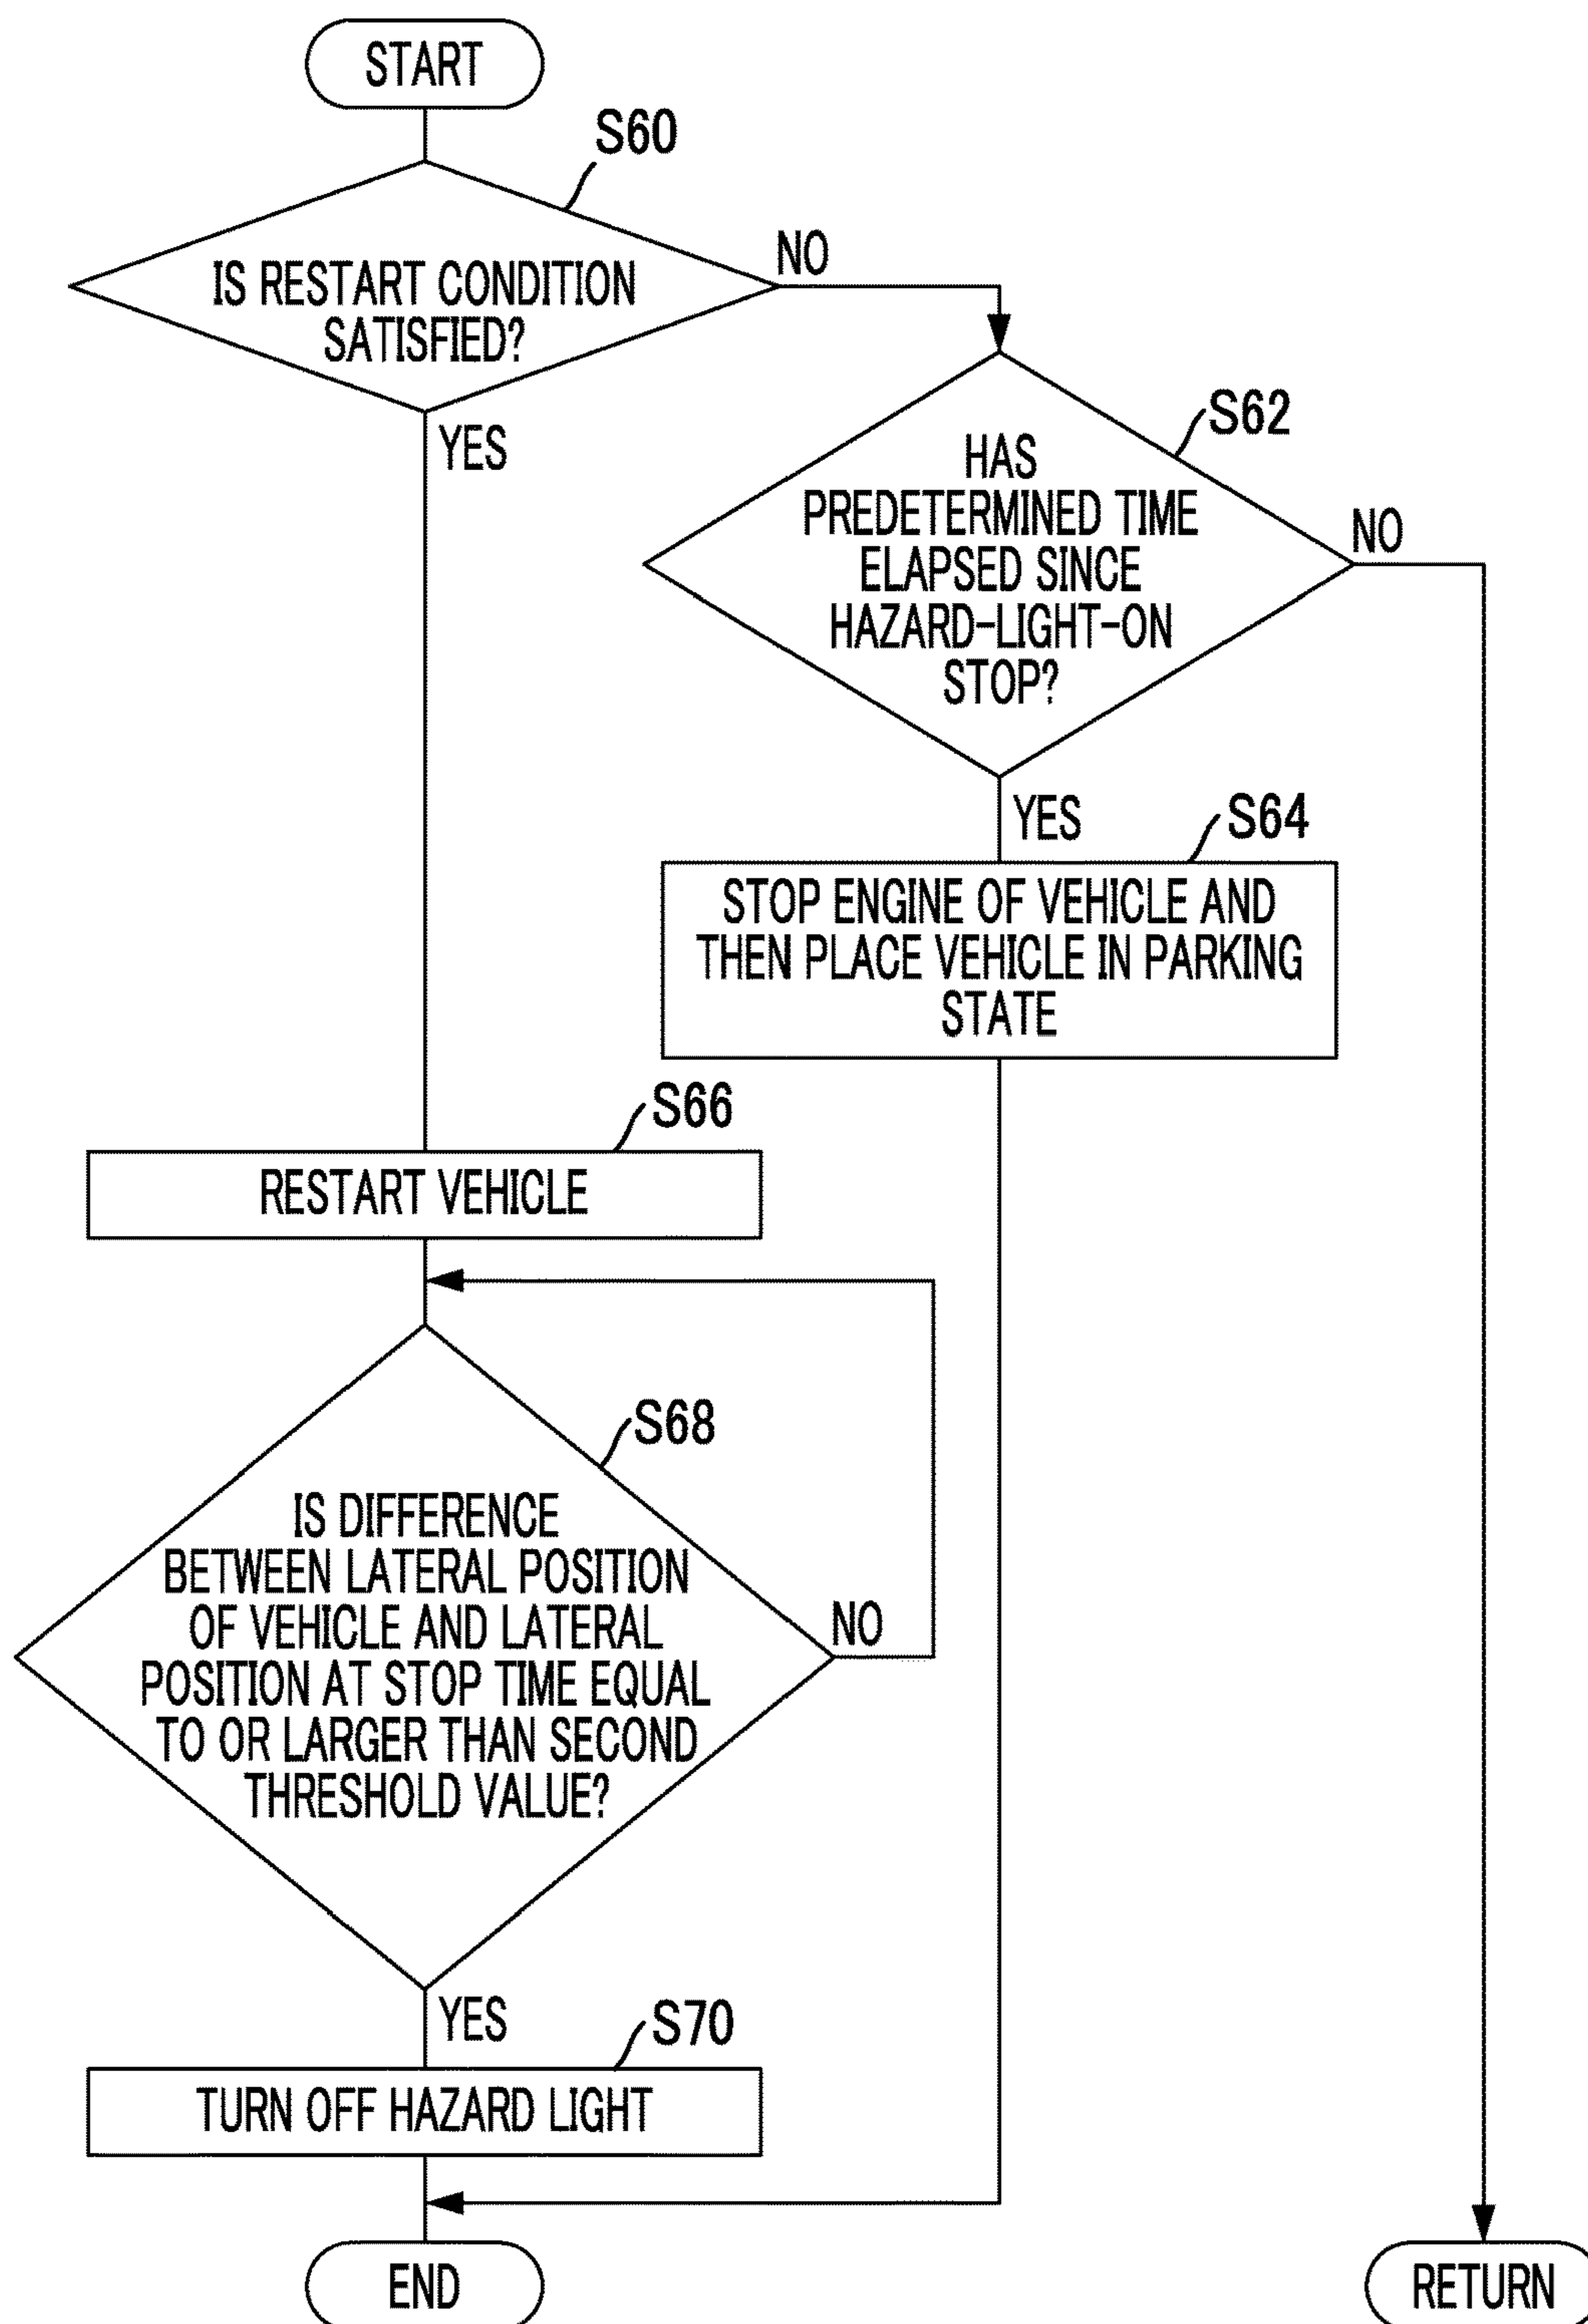 START
S60
IS RESTART CONDITION
SATISFIED?
NO
YES
S62
HAS
PREDETERMINED TIME
ELAPSED SINCE
HAZARD-LIGHT-ON
STOP?
NO
YES
S64
STOP ENGINE OF VEHICLE AND
THEN PLACE VEHICLE IN PARKING
STATE
S66
RESTART VEHICLE
S68
IS DIFFERENCE
BETWEEN LATERAL POSITION
OF VEHICLE AND LATERAL
POSITION AT STOP TIME EQUAL
TO OR LARGER THAN SECOND
THRESHOLD VALUE?
NO
YES
S70
TURN OFF HAZARD LIGHT
END
RETURN